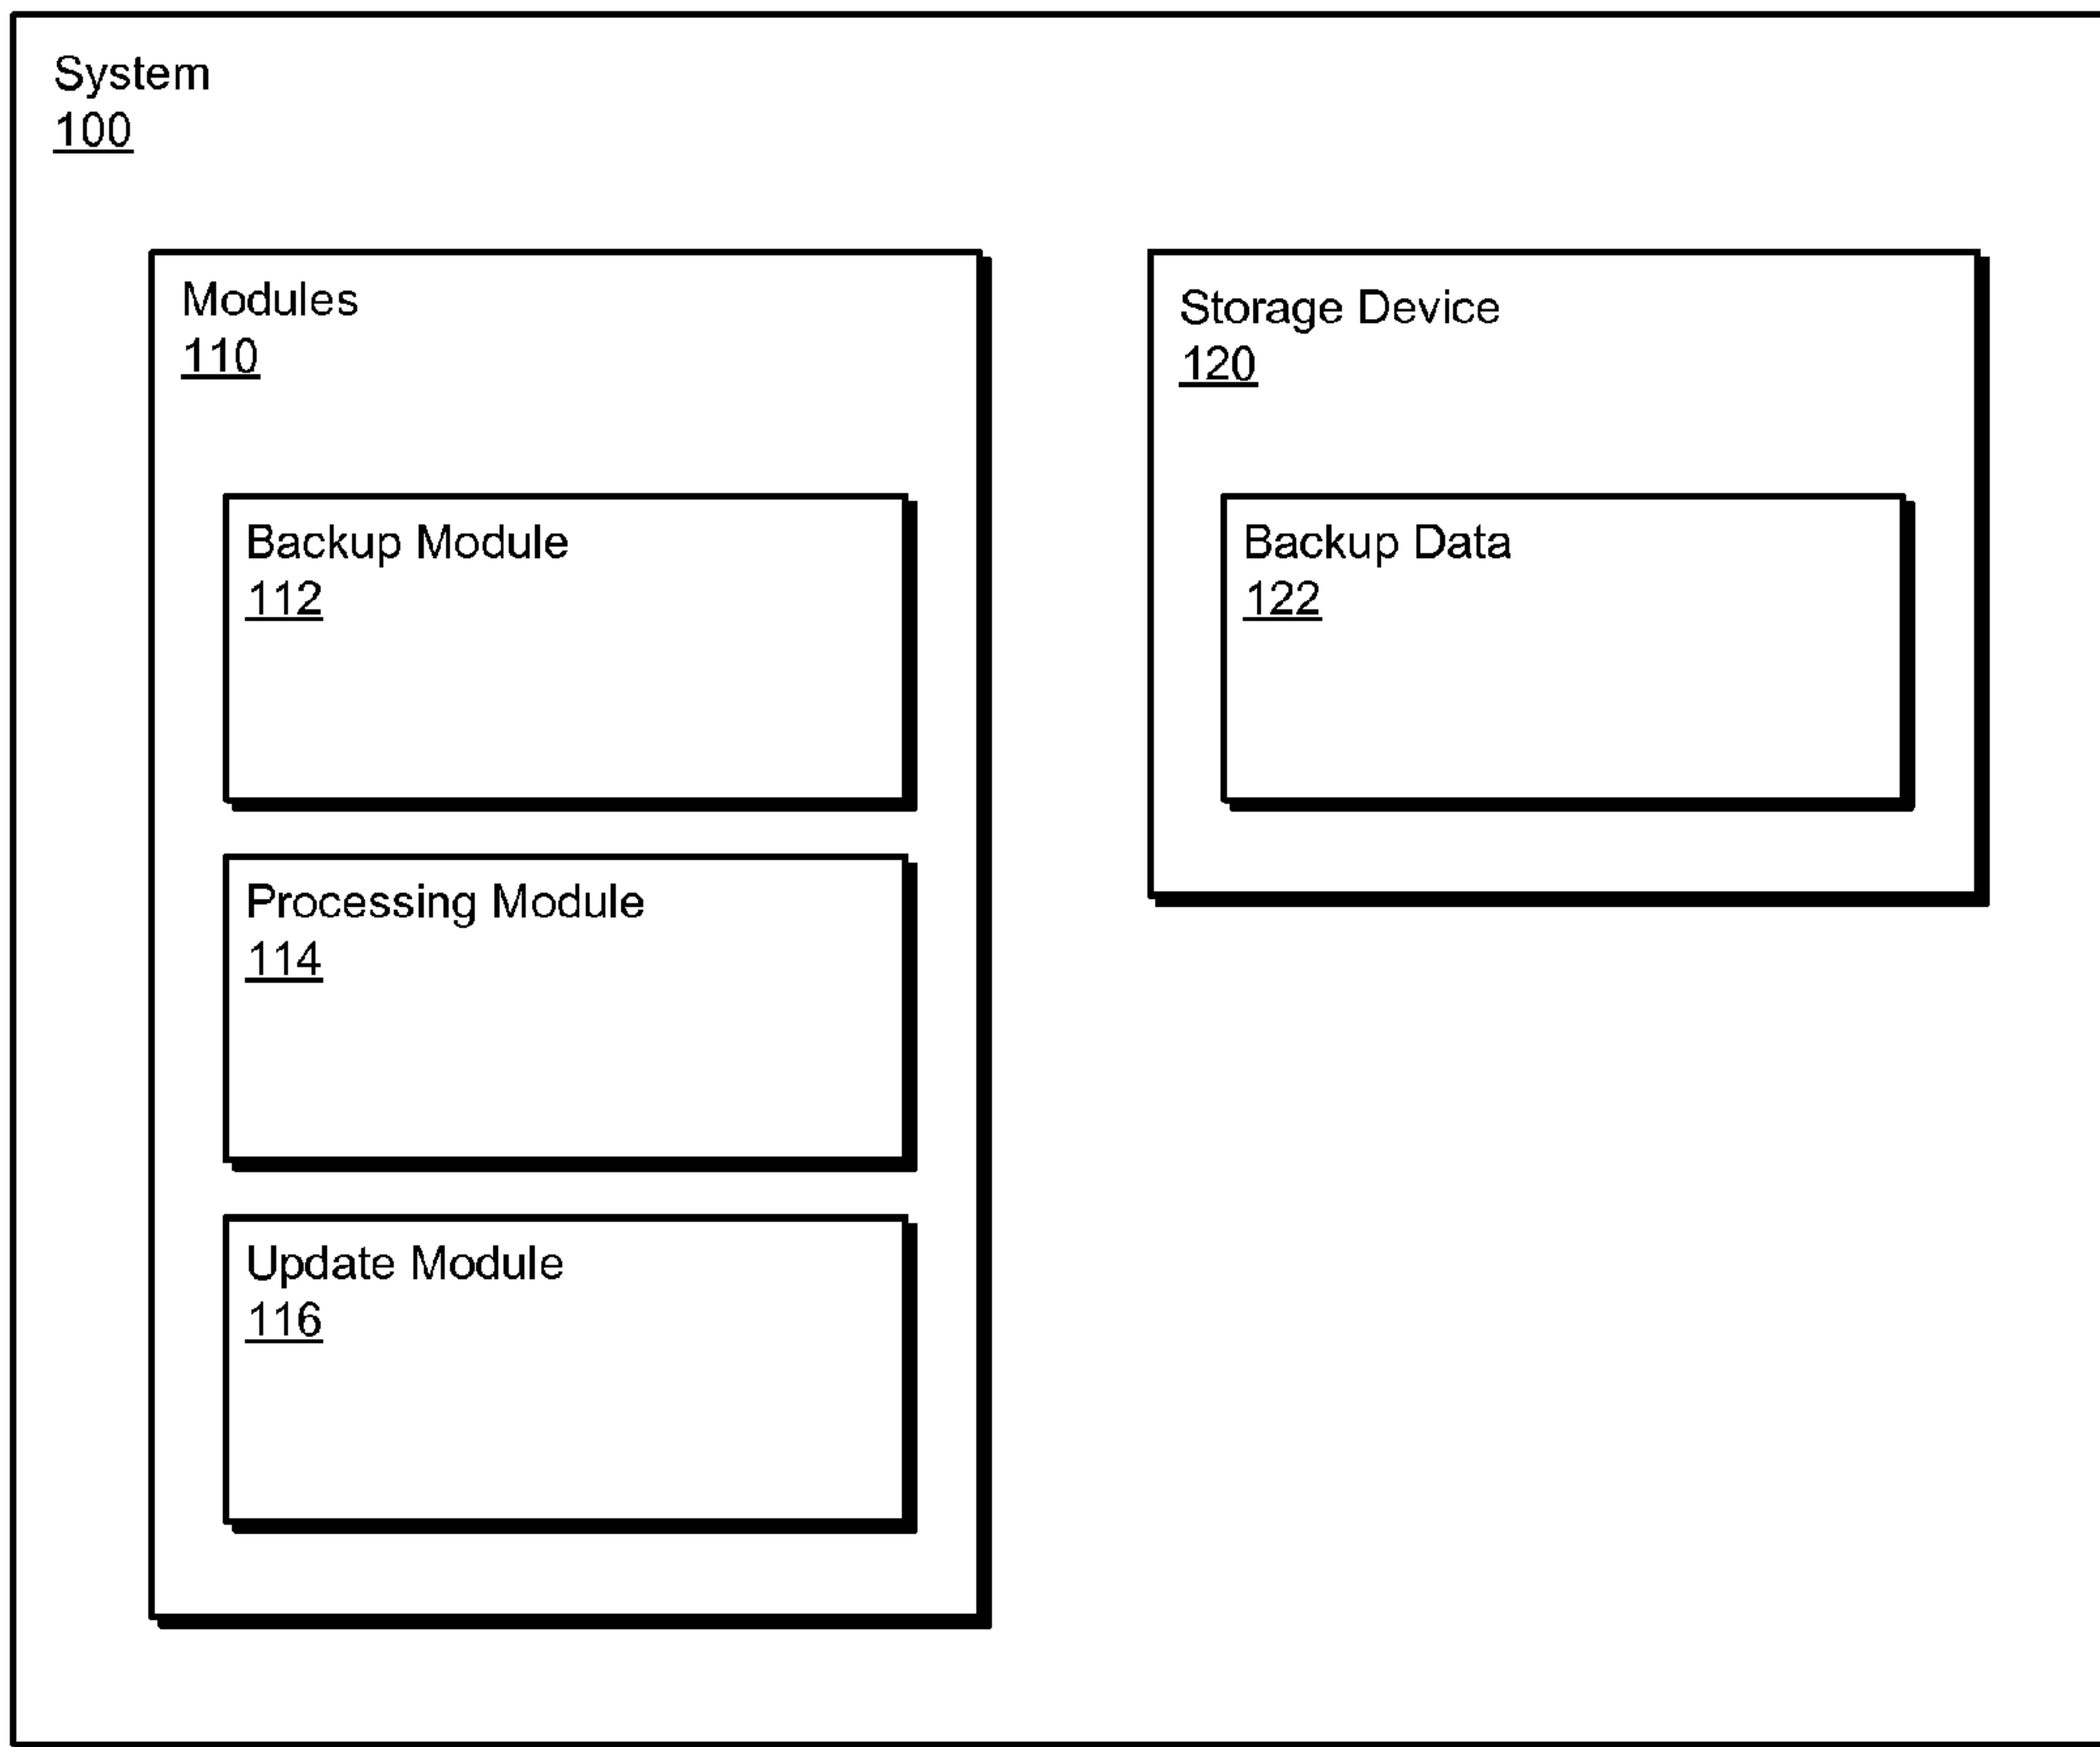 System
100
Modules
110
Backup Module
112
Processing Module
114
Update Module
116
Storage Device
120
Backup Data
122